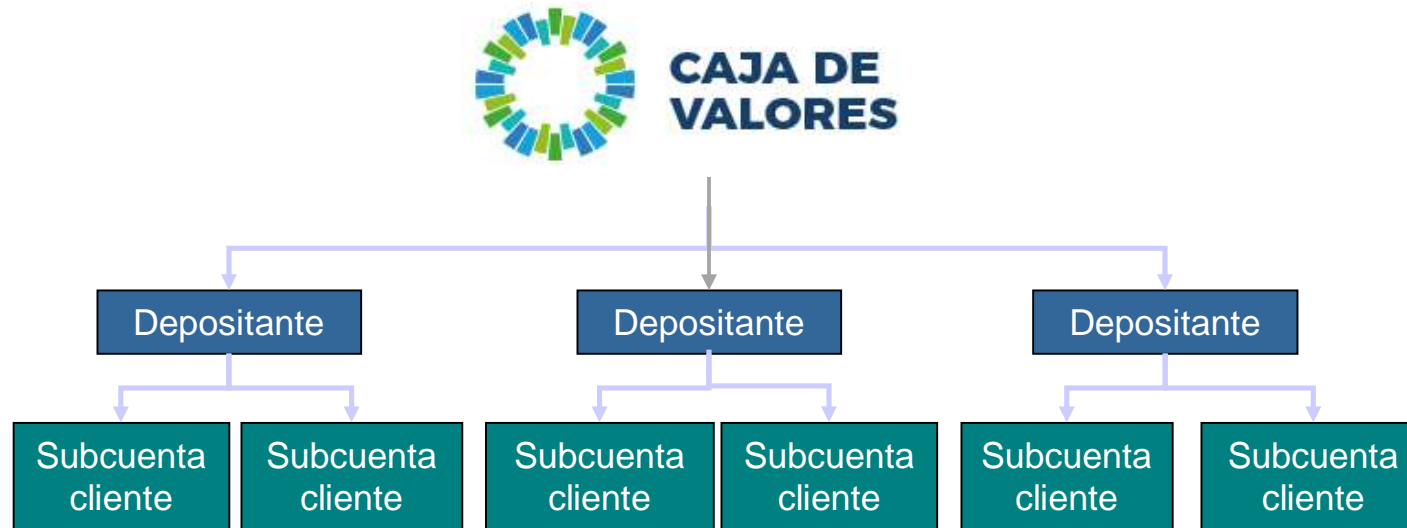 CAJA DE
VALORES
Depositante
Depositante
Depositante
Subcuenta
cliente
Subcuenta
cliente
Subcuenta
cliente
Subcuenta
cliente
Subcuenta
cliente
Subcuenta
cliente